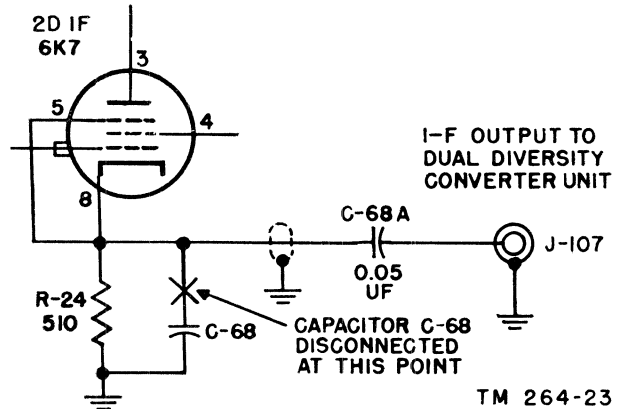 2D IF
6K7
3
5
4
8
I-F OUTPUT TO
DUAL DIVERSITY
CONVERTER UNIT
C-68A
0.05
UF
J-107
R-24
510
C-68
CAPACITOR C-68
DISCONNECTED
AT THIS POINT
TM 264-23